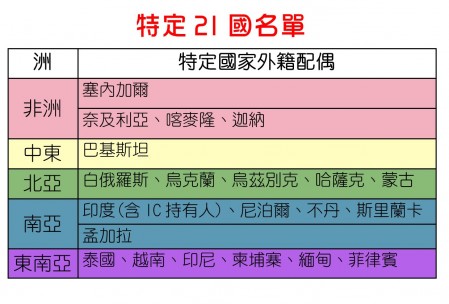 特定 21 國名單
洲 特定國家外籍配偶
非洲 塞內加爾
奈及利亞、喀麥隆、迦納
中東 巴基斯坦
北亞 白俄羅斯、烏克蘭、烏茲別克、哈薩克、蒙古
南亞 印度(含 IC持有人)、尼泊爾、不丹、斯里蘭卡
孟加拉
東南亞 泰國、越南、印尼、柬埔寨、緬甸、菲律賓